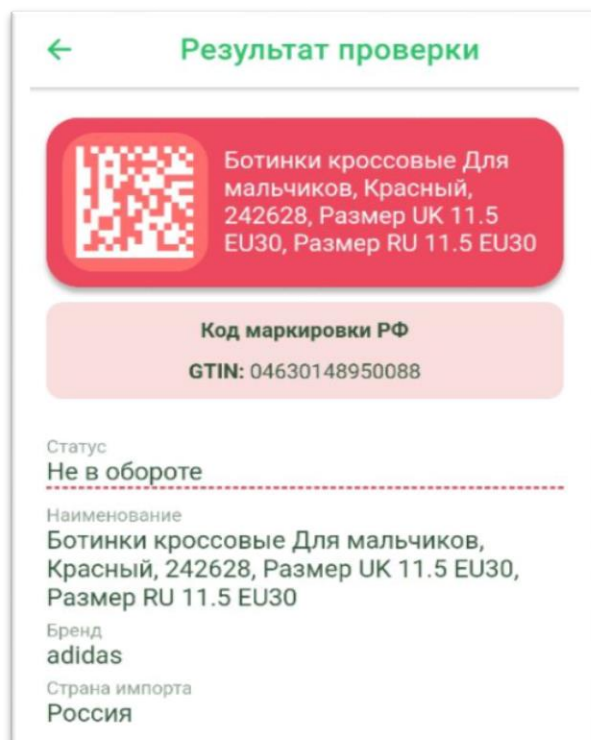 Результат проверки
Ботинки кроссовые Для
мальчиков, Красный,
242628, Размер UK 11.5
EU30, Размер RU 11.5 EU30
Код маркировки РФ
GTIN: 04630148950088
Статус
Не в обороте
Наименование
Ботинки кроссовые Для мальчиков,
Красный, 242628, Размер UK 11.5 EU30,
Размер RU 11.5 EU30
Бренд
adidas
Страна импорта
Россия